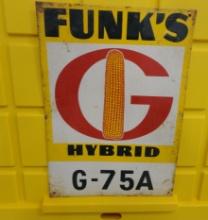 FUNK'S
G
HYBRID
G-75A